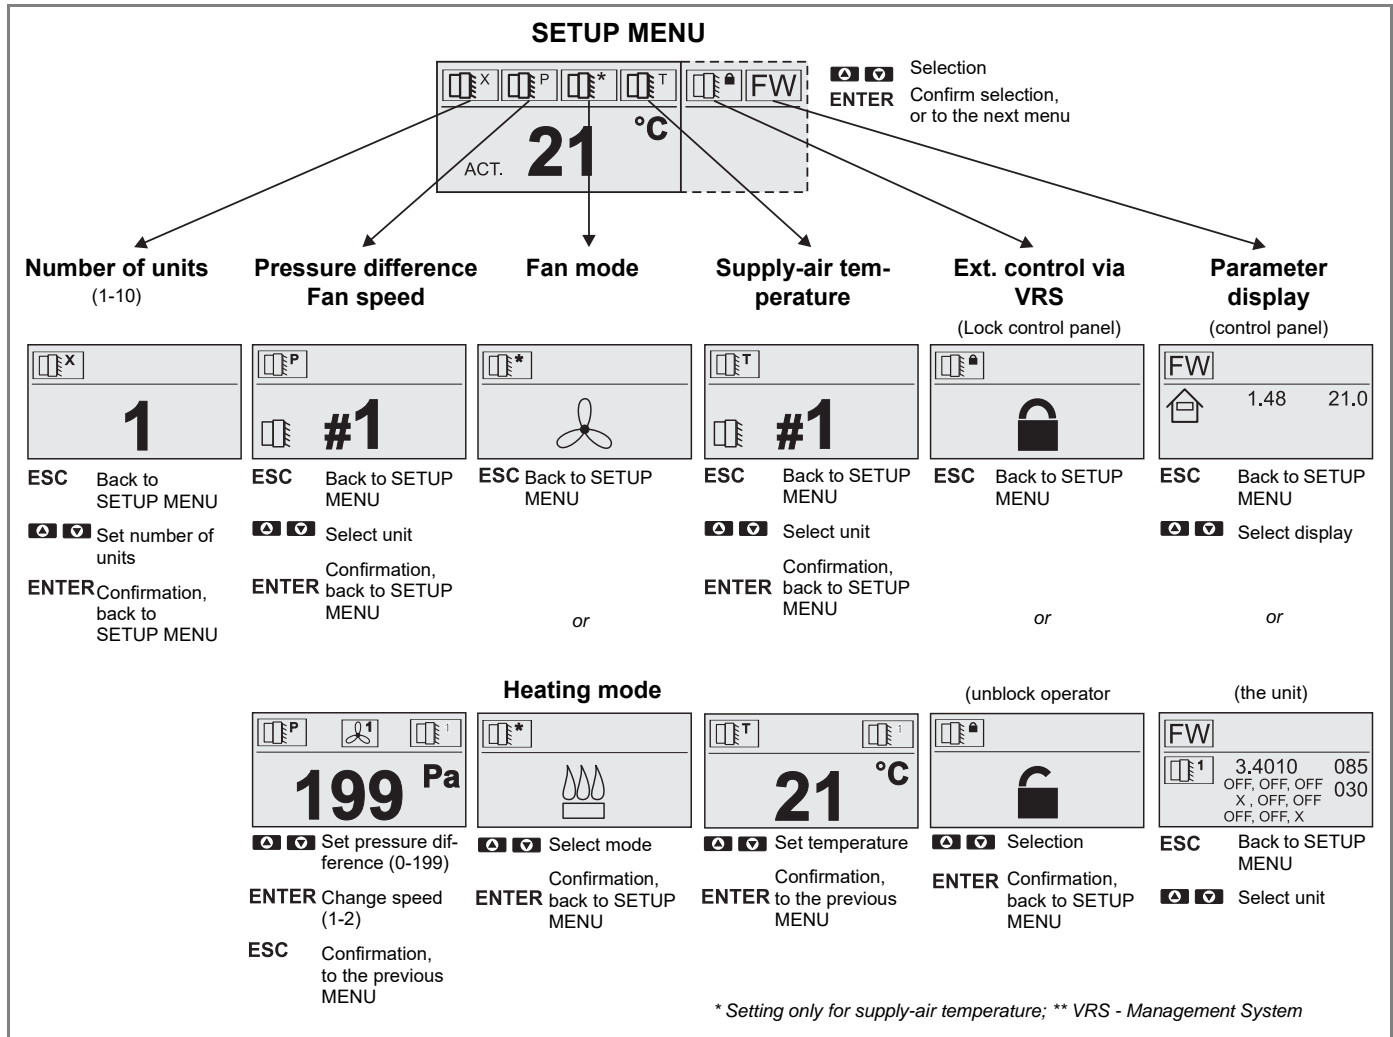 SETUP MENU
X P * T FW
Selection
ENTER Confirm selection,
or to the next menu
°C
ACT. 21
Number of units
(1-10)
X
1
ESC Back to
SETUP MENU
Set number of
units
ENTER Confirmation,
back to
SETUP MENU
Pressure difference
Fan speed
P
#1
ESC Back to SETUP
MENU
Select unit
ENTER Confirmation,
back to SETUP
MENU
P 1 1
199 Pa
Set pressure dif-
ference (0-199)
ENTER Change speed
(1-2)
ESC Confirmation,
to the previous
MENU
Fan mode
*
ESC Back to SETUP
MENU
or
Heating mode
*
Select mode
ENTER Confirmation,
back to SETUP
MENU
Supply-air tem-
perature
T
#1
ESC Back to SETUP
MENU
Select unit
ENTER Confirmation,
back to SETUP
MENU
T 1
21 °C
Set temperature
ENTER Confirmation,
to the previous
MENU
Ext. control via
VRS
(Lock control panel)
ESC Back to SETUP
MENU
or
(unblock operator
Selection
ENTER Confirmation,
back to SETUP
MENU
Parameter
display
(control panel)
FW
1.48 21.0
ESC Back to SETUP
MENU
Select display
or
(the unit)
FW
1 3.4010 085
OFF, OFF, OFF 030
X , OFF, OFF
OFF, OFF, X
ESC Back to SETUP
MENU
Select unit
* Setting only for supply-air temperature; ** VRS - Management System